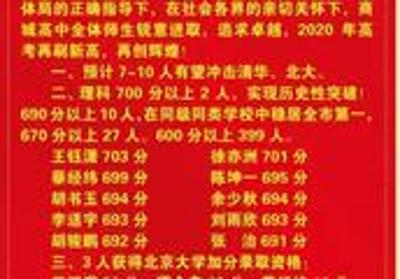 体局的正确指导下，在社会各界的亲切关怀下，商
城高中全体师生锐意进取，追求卓越，2020 年高
考再刷新高，再创辉煌！
一、预计 7-10 人有望冲击清华、北大。
二、理科 700 分以上 2 人，实现历史性突破！
690 分以上 10 人，在同级同类学校中稳居全市第一，
670 分以上 27 人，600 分以上 399 人。
王钰潇 703 分 徐亦洲 701 分
蔡经纬 699 分 陈坤一 695 分
胡书玉 694 分 余少秋 694 分
李适宇 693 分 刘雨欣 693 分
胡骏鹏 692 分 张 治 691 分
三、3 人获得北京大学加分录取资格：